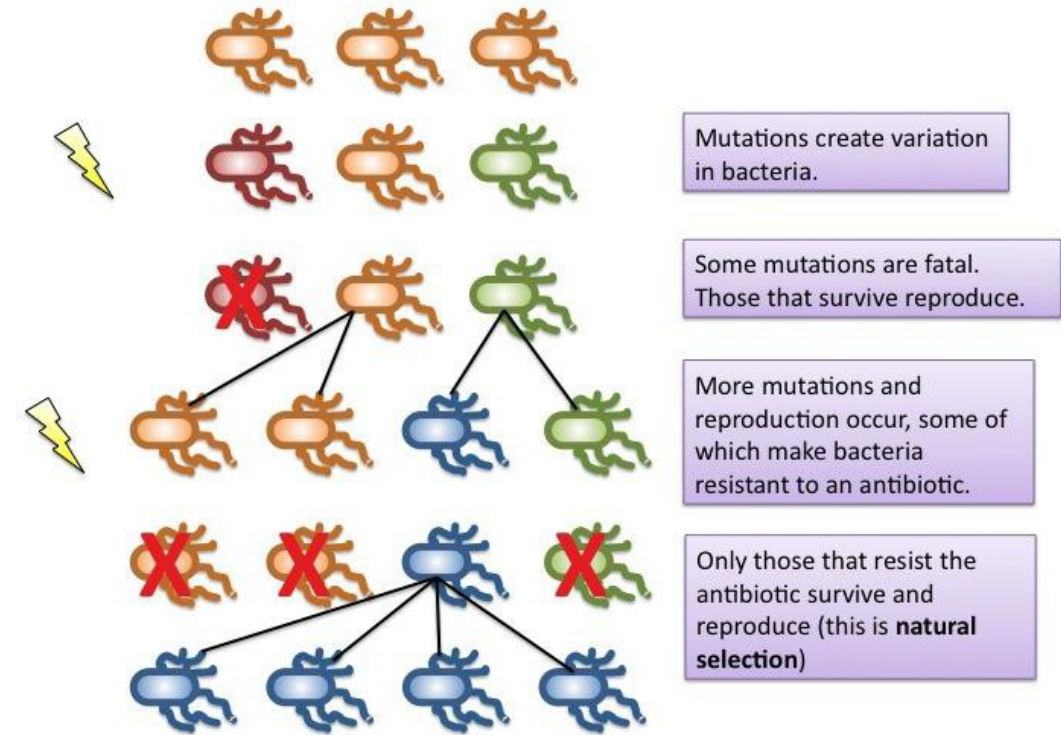 Mutations create variation
in bacteria.
Some mutations are fatal.
Those that survive reproduce.
More mutations and
reproduction occur, some of
which make bacteria
resistant to an antibiotic.
Only those that resist the
antibiotic survive and
reproduce (this is natural
selection)
X
X
X
X